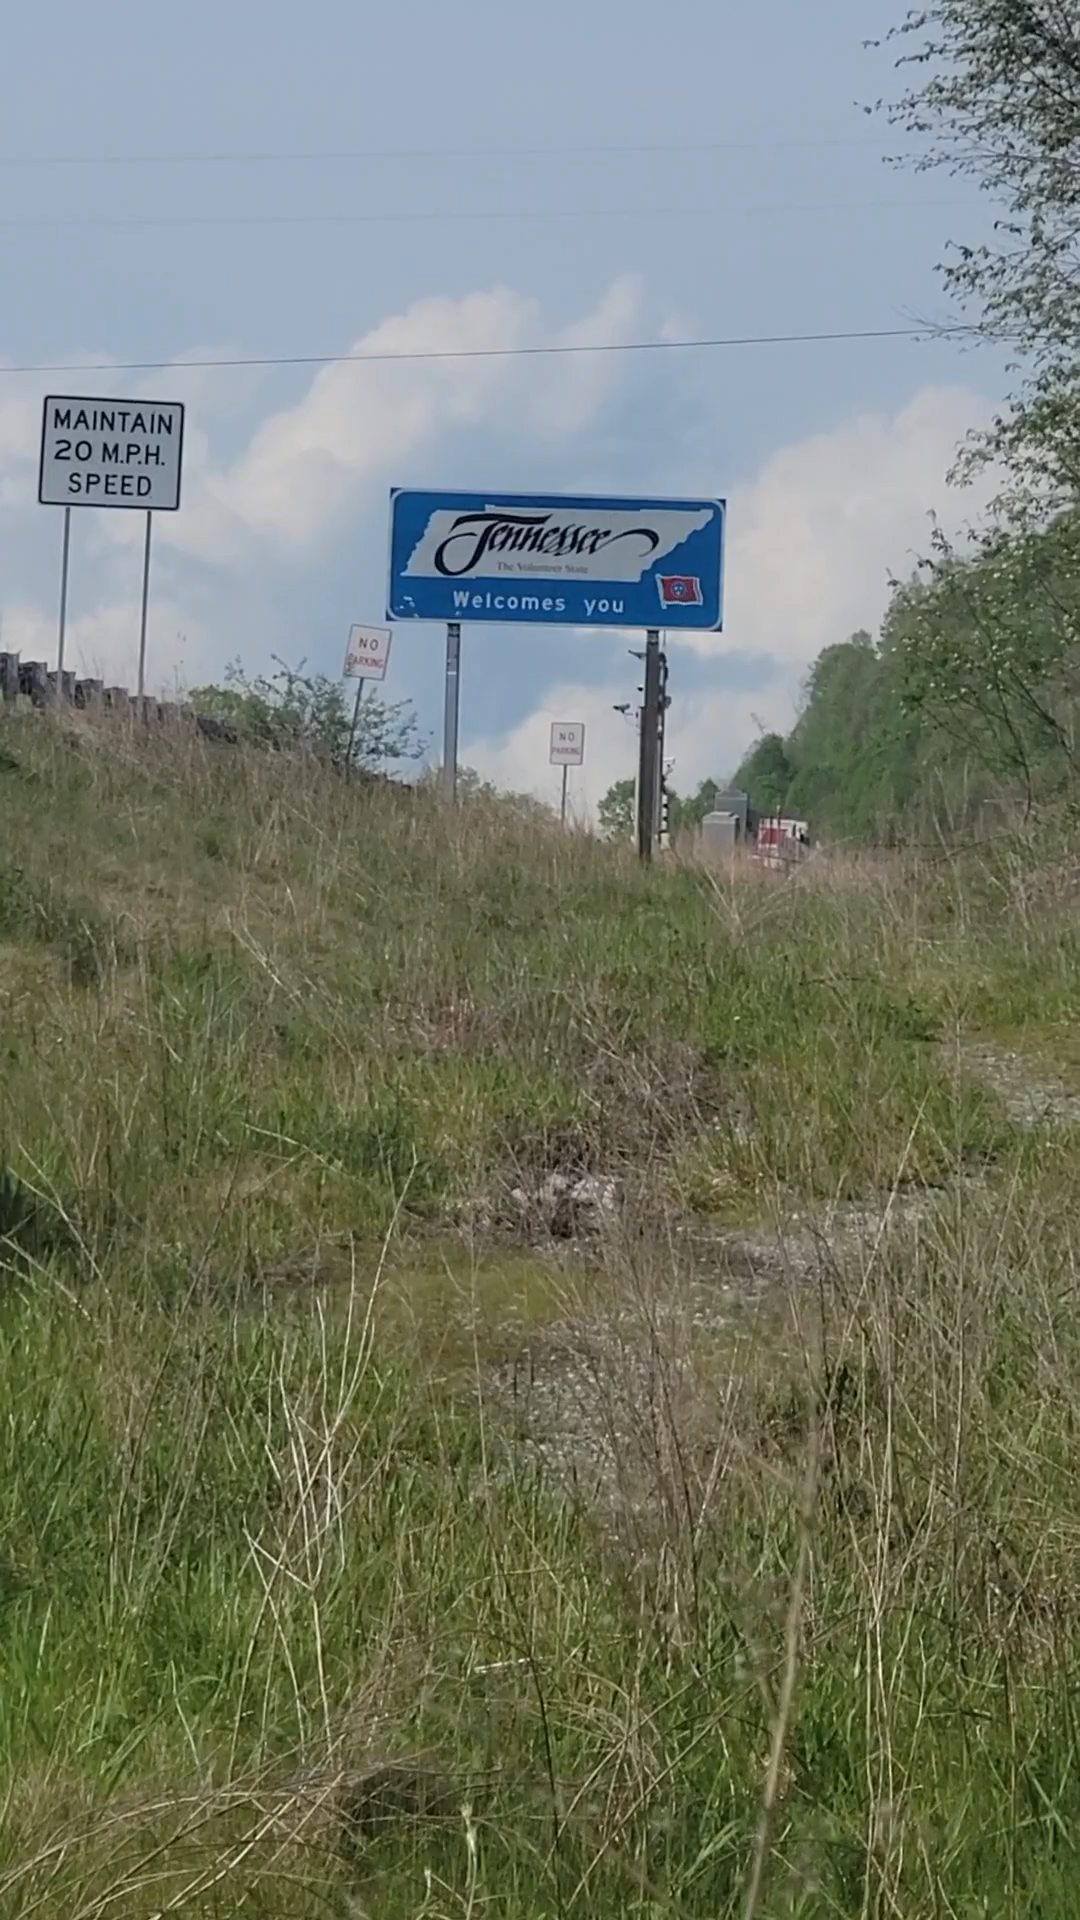 MAINTAIN
20 M.P.H.
SPEED
Tennessee
The Volunteer State
Welcomes you
NO
PARKING
NO
PARKING